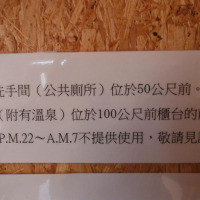 洗手間（公共廁所）位於50公尺前。
（附有溫泉）位於100公尺前櫃台的
P.M.22～A.M.7不提供使用，敬請見